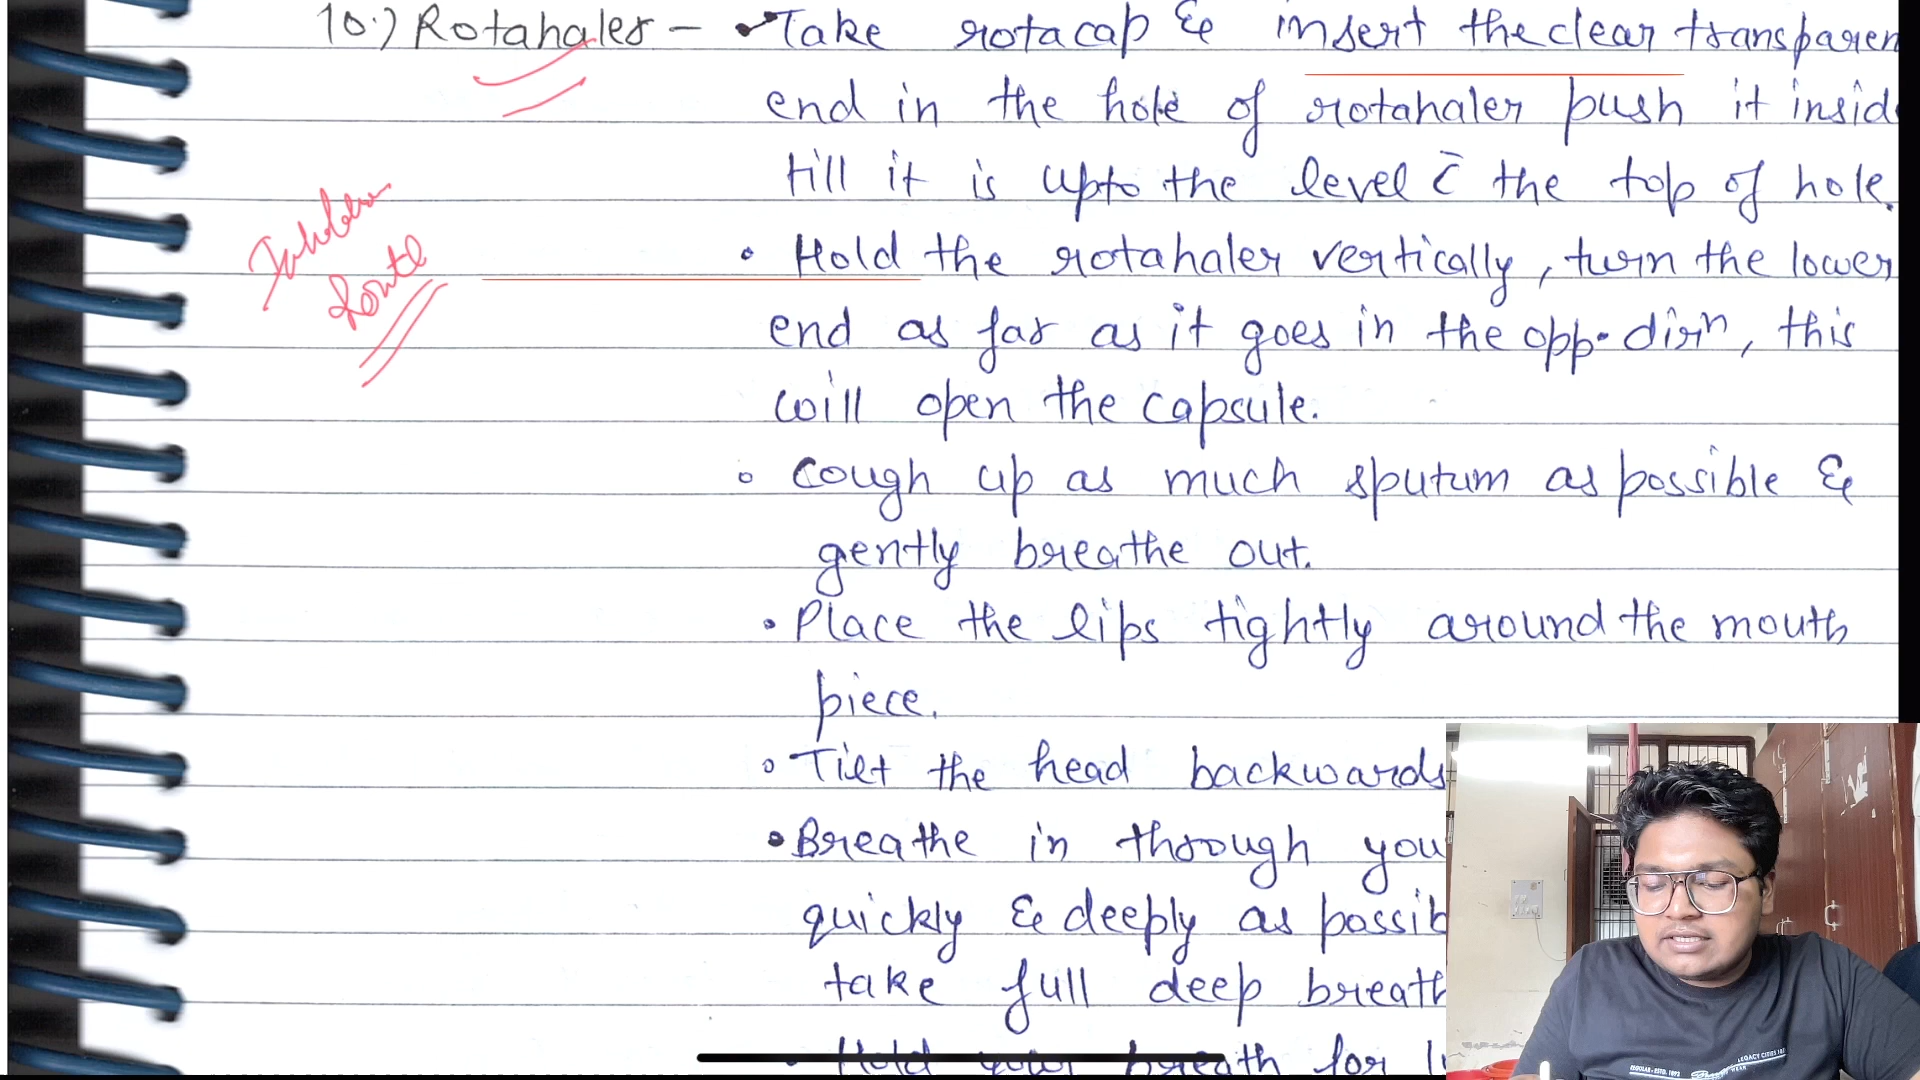 10.) Rotahaler - Take rotacap & insert the clear transparen
end in the hole of rotahaler push it insid
till it is upto the level c̄ the top of hole.
• Hold the rotahaler vertically, turn the lower
end as far as it goes in the opp. dirn, this
will open the capsule.
• Cough up as much sputum as possible &
gently breathe out.
• Place the lips tightly around the mouth
piece.
• Tilt the head backwards
• Breathe in through you
quickly & deeply as possib
take full deep breath
• Hold your breath for